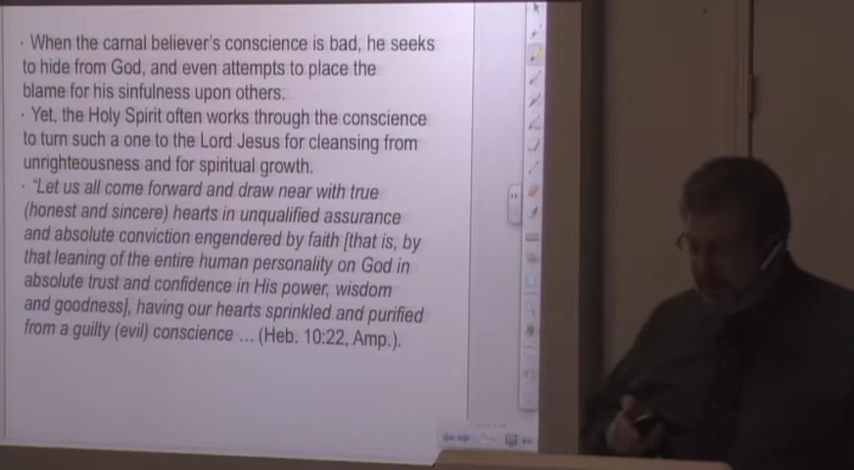 · When the carnal believer's conscience is bad, he seeks
to hide from God, and even attempts to place the
blame for his sinfulness upon others.
· Yet, the Holy Spirit often works through the conscience
to turn such a one to the Lord Jesus for cleansing from
unrighteousness and for spiritual growth.
· "Let us all come forward and draw near with true
(honest and sincere) hearts in unqualified assurance
and absolute conviction engendered by faith [that is, by
that leaning of the entire human personality on God in
absolute trust and confidence in His power, wisdom
and goodness], having our hearts sprinkled and purified
from a guilty (evil) conscience ... (Heb. 10:22, Amp.).